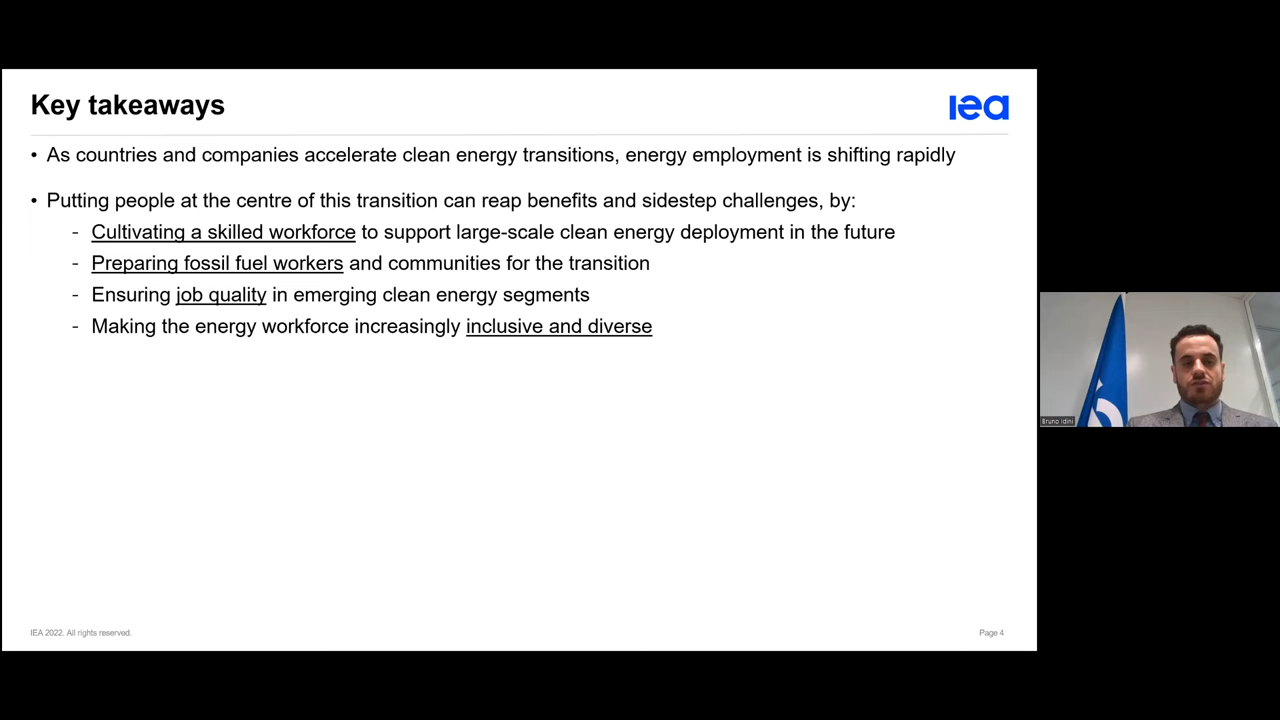 Key takeaways
iea
• As countries and companies accelerate clean energy transitions, energy employment is shifting rapidly
• Putting people at the centre of this transition can reap benefits and sidestep challenges, by:
- Cultivating a skilled workforce to support large-scale clean energy deployment in the future
- Preparing fossil fuel workers and communities for the transition
- Ensuring job quality in emerging clean energy segments
- Making the energy workforce increasingly inclusive and diverse
Bruno Idini
IEA 2022. All rights reserved.
Page 4